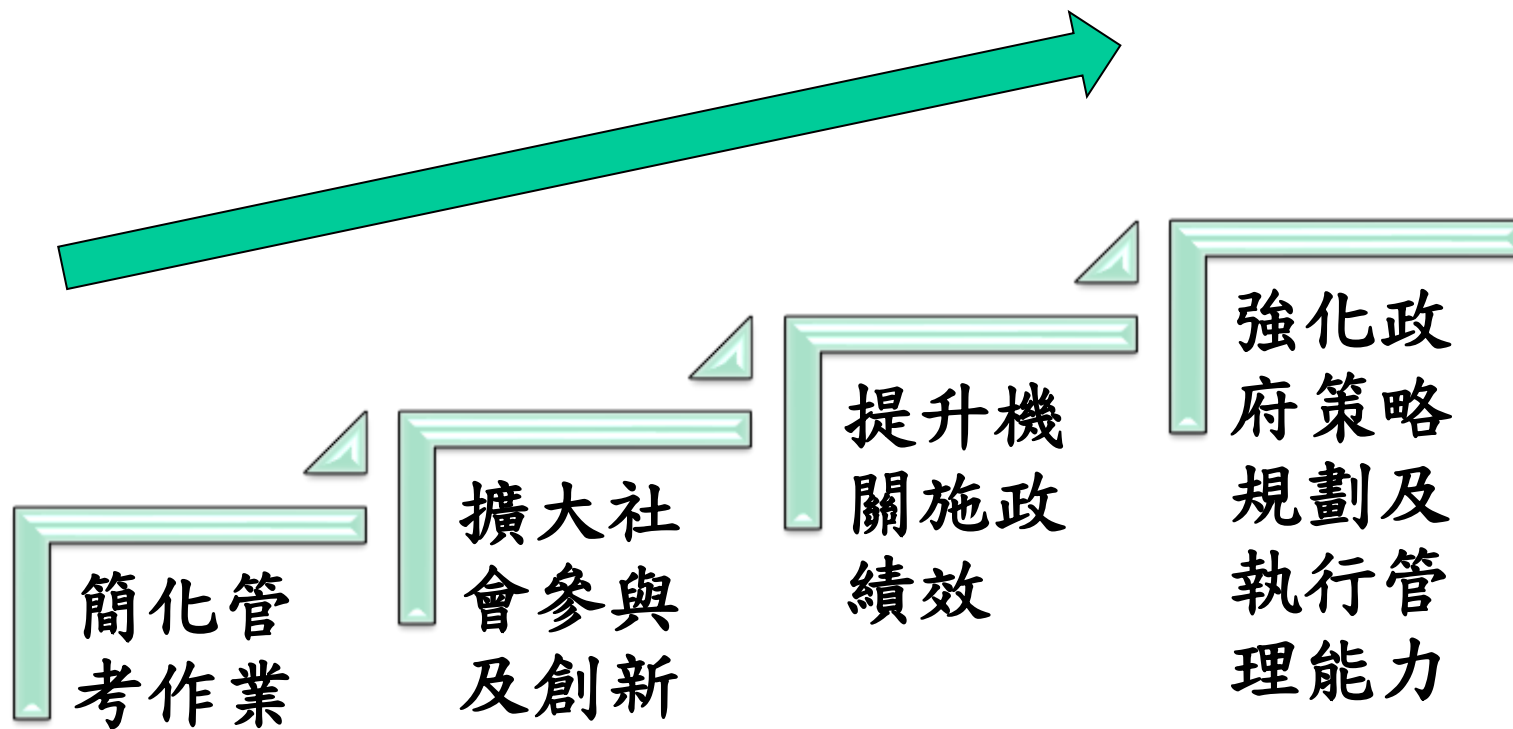 簡化管
考作業
擴大社
會參與
及創新
提升機
關施政
績效
強化政
府策略
規劃及
執行管
理能力